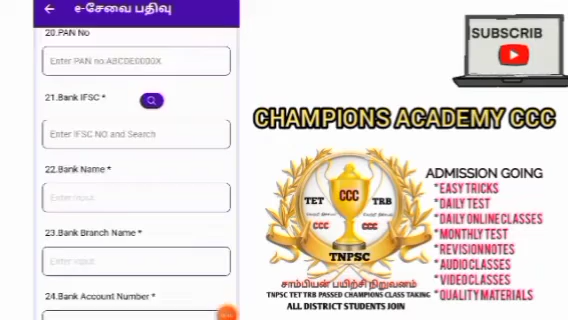 e-சேவை பதிவு
20.PAN No
Enter PAN no.ABCDE0000X
21.Bank IFSC *
Enter IFSC NO and Search
22.Bank Name *
Enter input
23.Bank Branch Name *
Enter input
24.Bank Account Number *
SUBSCRIB
CHAMPIONS ACADEMY CCC
TET
CCC
TRB
CCC
CCC
TNPSC
சாம்பியன் பயிற்சி நிறுவனம்
TNPSC TET TRB PASSED CHAMPIONS CLASS TAKING
ALL DISTRICT STUDENTS JOIN
ADMISSION GOING
*EASY TRICKS
*DAILY TEST
*DAILY ONLINE CLASSES
*MONTHLY TEST
*REVISION NOTES
*AUDIO CLASSES
*VIDEO CLASSES
*QUALITY MATERIALS